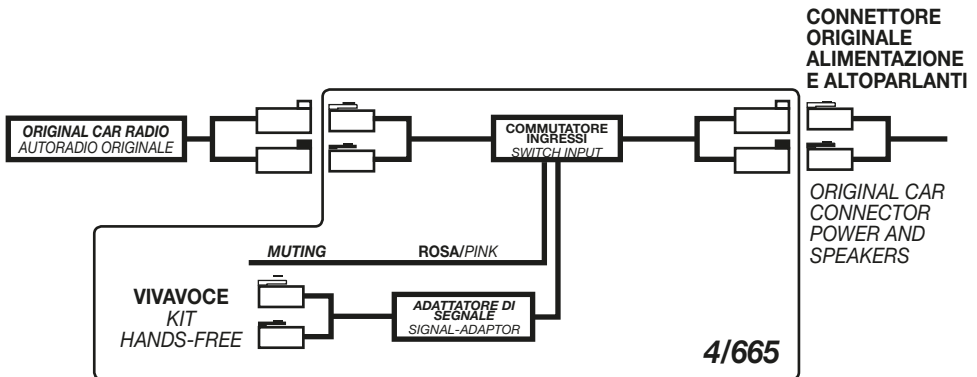 CONNETTORE
ORIGINALE
ALIMENTAZIONE
E ALTOPARLANTI
ORIGINAL CAR RADIO
AUTORADIO ORIGINALE
COMMUTATORE
INGRESSI
SWITCH INPUT
ORIGINAL CAR
CONNECTOR
POWER AND
SPEAKERS
MUTING
ROSA/PINK
VIVAVOCE
KIT
HANDS-FREE
ADATTATORE DI
SEGNALE
SIGNAL-ADAPTOR
4/665